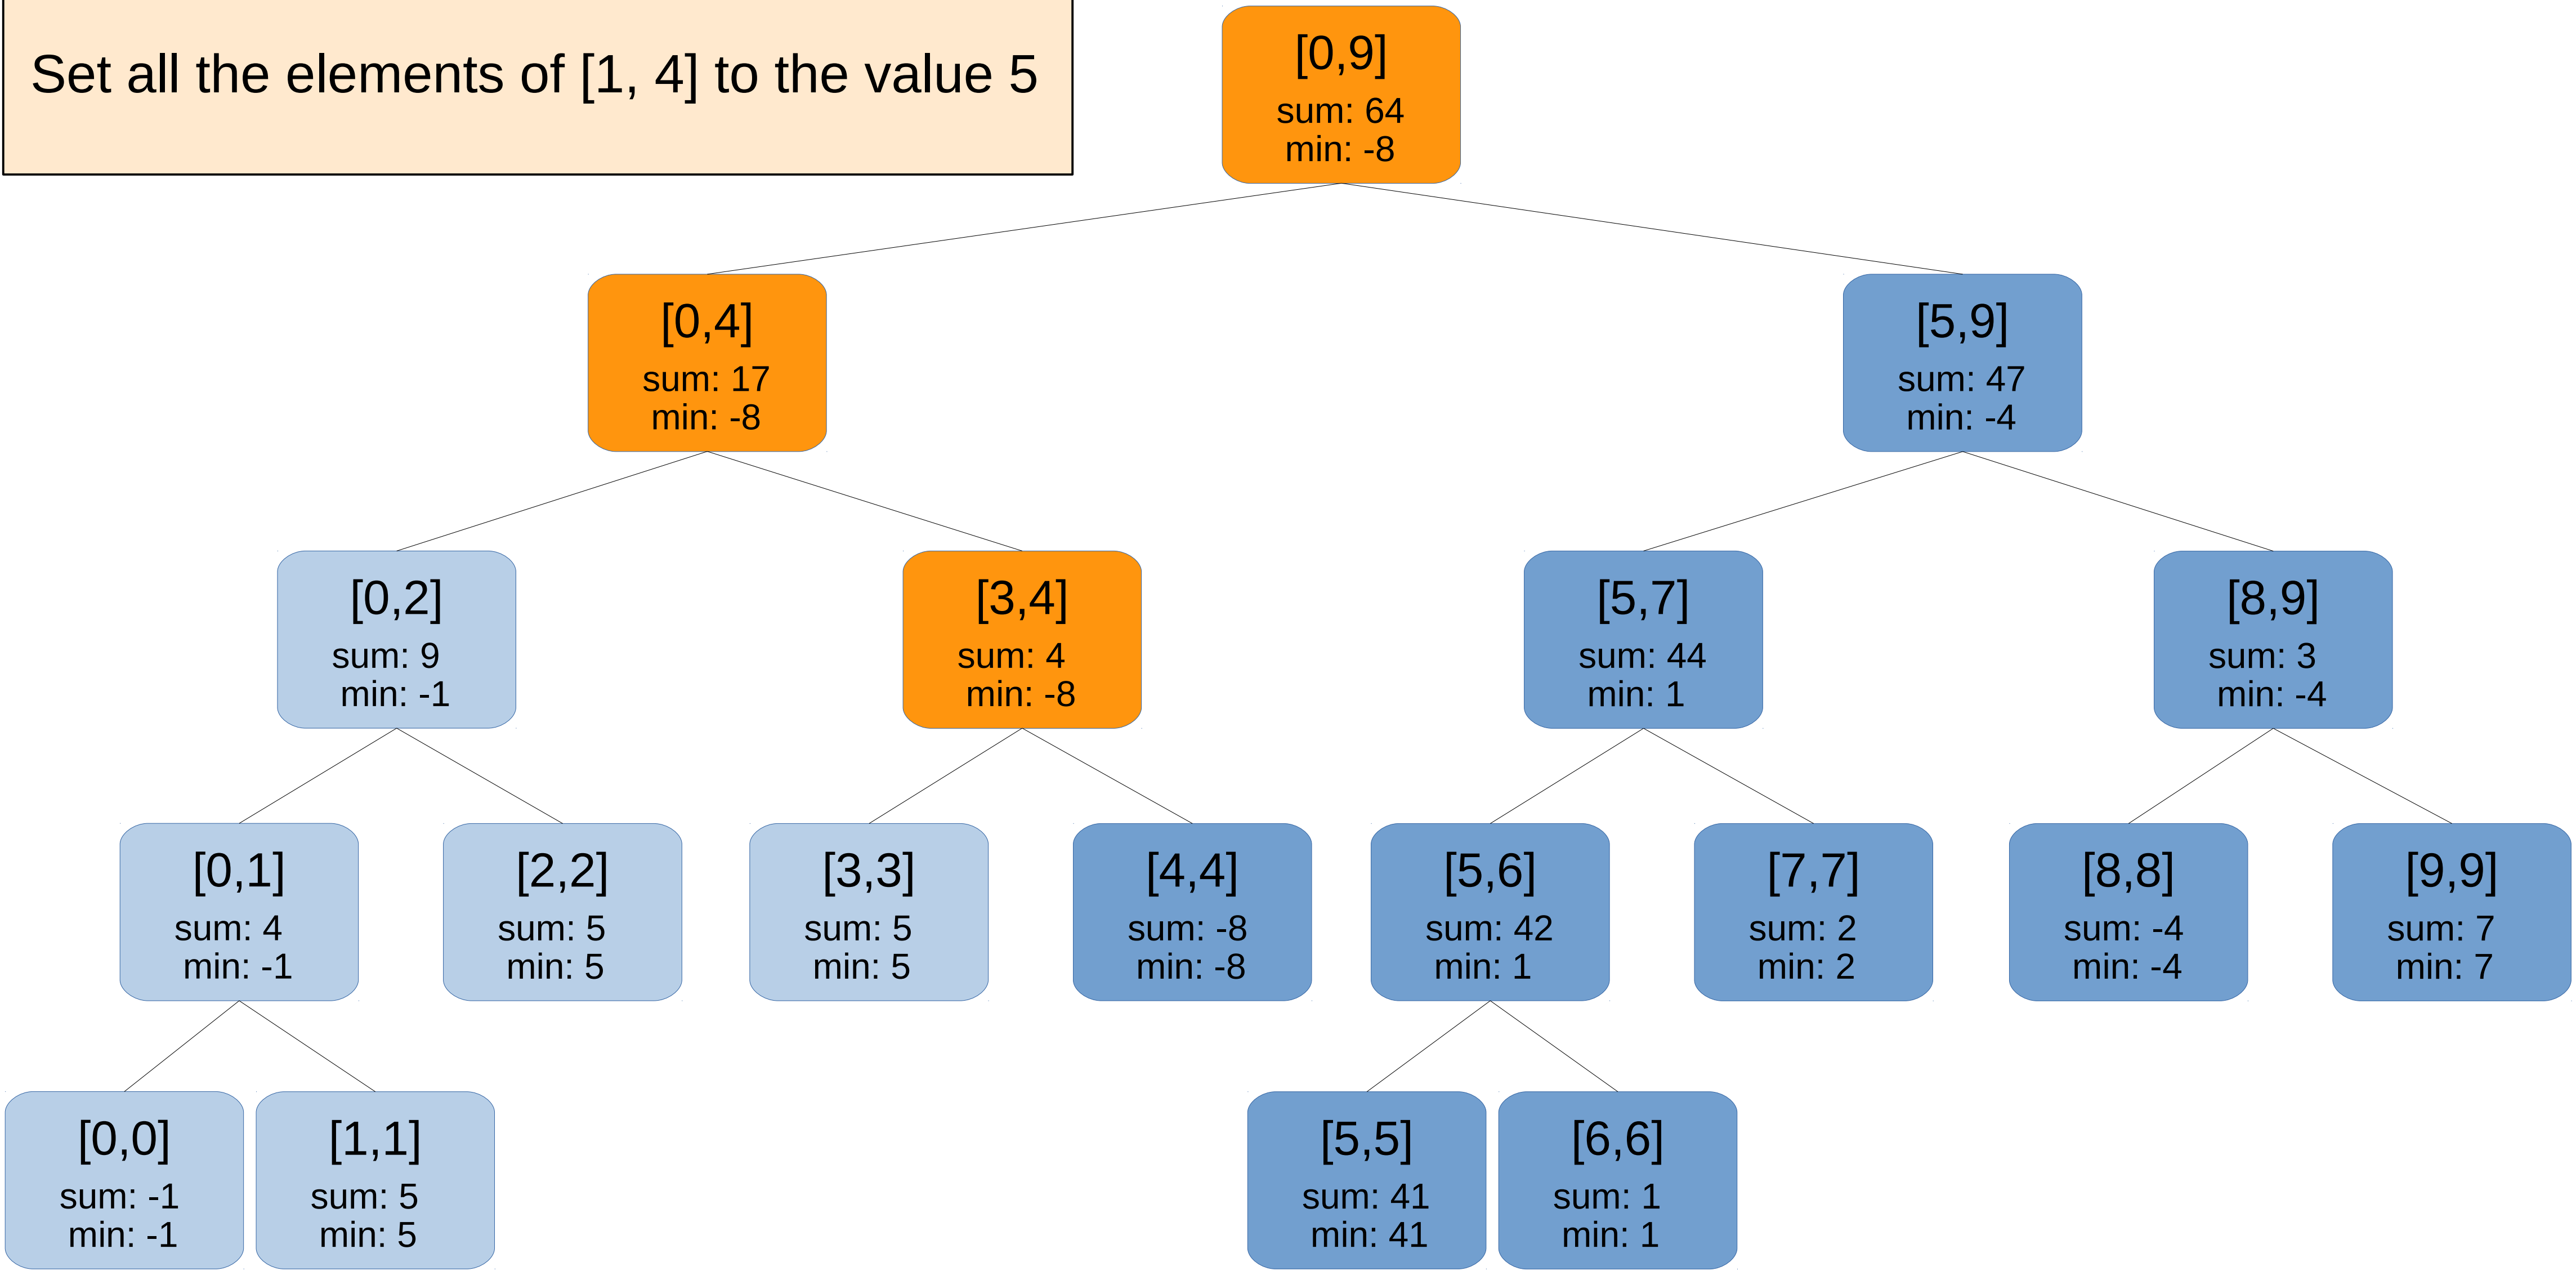 Set all the elements of [1, 4] to the value 5
[0,9]
sum: 64
min: -8
[0,4]
sum: 17
min: -8
[5,9]
sum: 47
min: -4
[0,2]
sum: 9
min: -1
[3,4]
sum: 4
min: -8
[5,7]
sum: 44
min: 1
[8,9]
sum: 3
min: -4
[0,1]
sum: 4
min: -1
[2,2]
sum: 5
min: 5
[3,3]
sum: 5
min: 5
[4,4]
sum: -8
min: -8
[5,6]
sum: 42
min: 1
[7,7]
sum: 2
min: 2
[8,8]
sum: -4
min: -4
[9,9]
sum: 7
min: 7
[0,0]
sum: -1
min: -1
[1,1]
sum: 5
min: 5
[5,5]
sum: 41
min: 41
[6,6]
sum: 1
min: 1